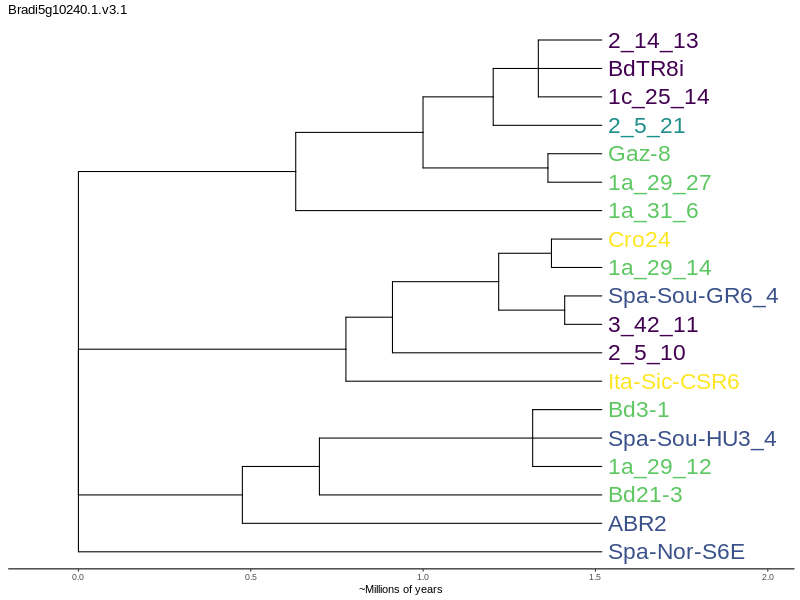 Bradi5g10240.1.v3.1
2_14_13
BdTR8i
1c_25_14
2_5_21
Gaz-8
1a_29_27
1a_31_6
Cro24
1a_29_14
Spa-Sou-GR6_4
3_42_11
2_5_10
Ita-Sic-CSR6
Bd3-1
Spa-Sou-HU3_4
1a_29_12
Bd21-3
ABR2
Spa-Nor-S6E
0.0 0.5 1.0 1.5 2.0
~Millions of years